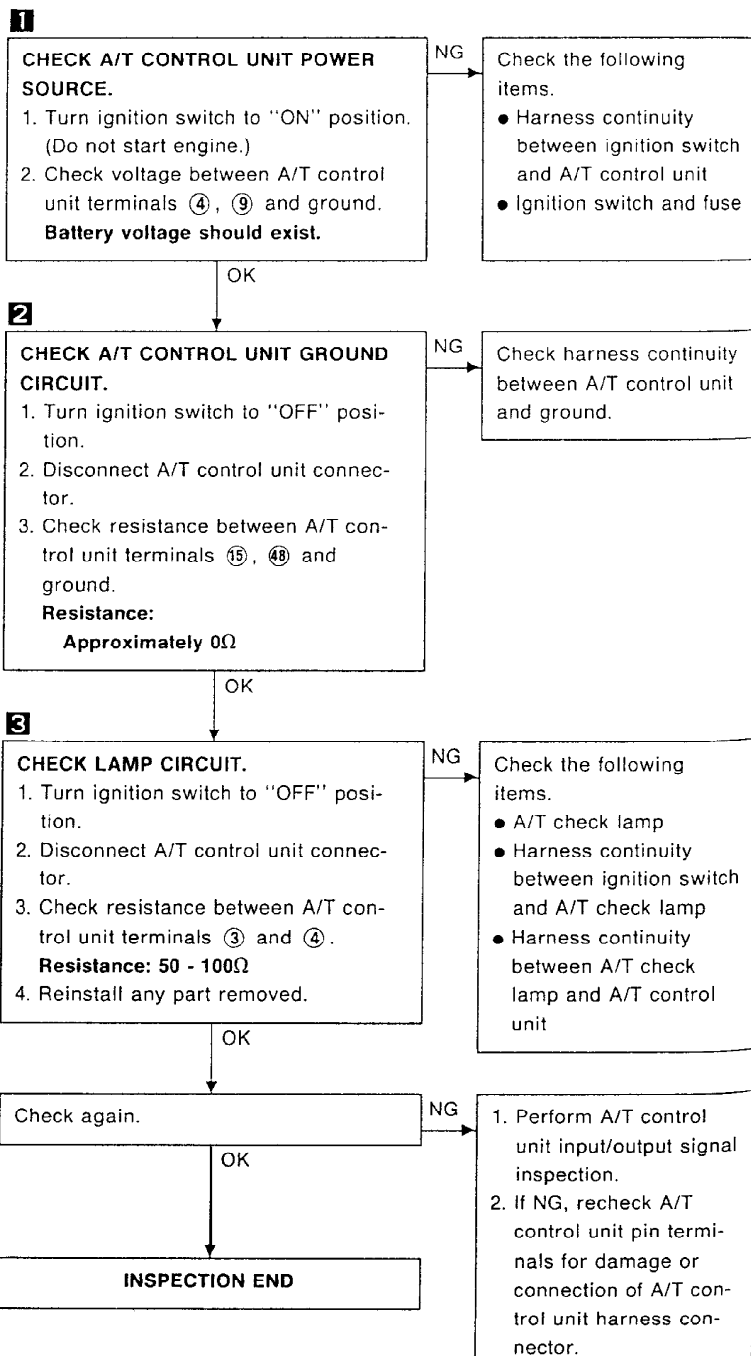 1
CHECK A/T CONTROL UNIT POWER
SOURCE.
1. Turn ignition switch to "ON" position.
(Do not start engine.)
2. Check voltage between A/T control
unit terminals ④, ⑨ and ground.
Battery voltage should exist.
NG
Check the following
items.
● Harness continuity
between ignition switch
and A/T control unit
● Ignition switch and fuse
OK
2
CHECK A/T CONTROL UNIT GROUND
CIRCUIT.
1. Turn ignition switch to "OFF" posi-
tion.
2. Disconnect A/T control unit connec-
tor.
3. Check resistance between A/T con-
trol unit terminals ⑮, ㊽ and
ground.
Resistance:
Approximately 0Ω
NG
Check harness continuity
between A/T control unit
and ground.
OK
3
CHECK LAMP CIRCUIT.
1. Turn ignition switch to "OFF" posi-
tion.
2. Disconnect A/T control unit connec-
tor.
3. Check resistance between A/T con-
trol unit terminals ③ and ④.
Resistance: 50 - 100Ω
4. Reinstall any part removed.
NG
Check the following
items.
● A/T check lamp
● Harness continuity
between ignition switch
and A/T check lamp
● Harness continuity
between A/T check
lamp and A/T control
unit
OK
Check again.
NG
1. Perform A/T control
unit input/output signal
inspection.
2. If NG, recheck A/T
control unit pin termi-
nals for damage or
connection of A/T con-
trol unit harness con-
nector.
OK
INSPECTION END